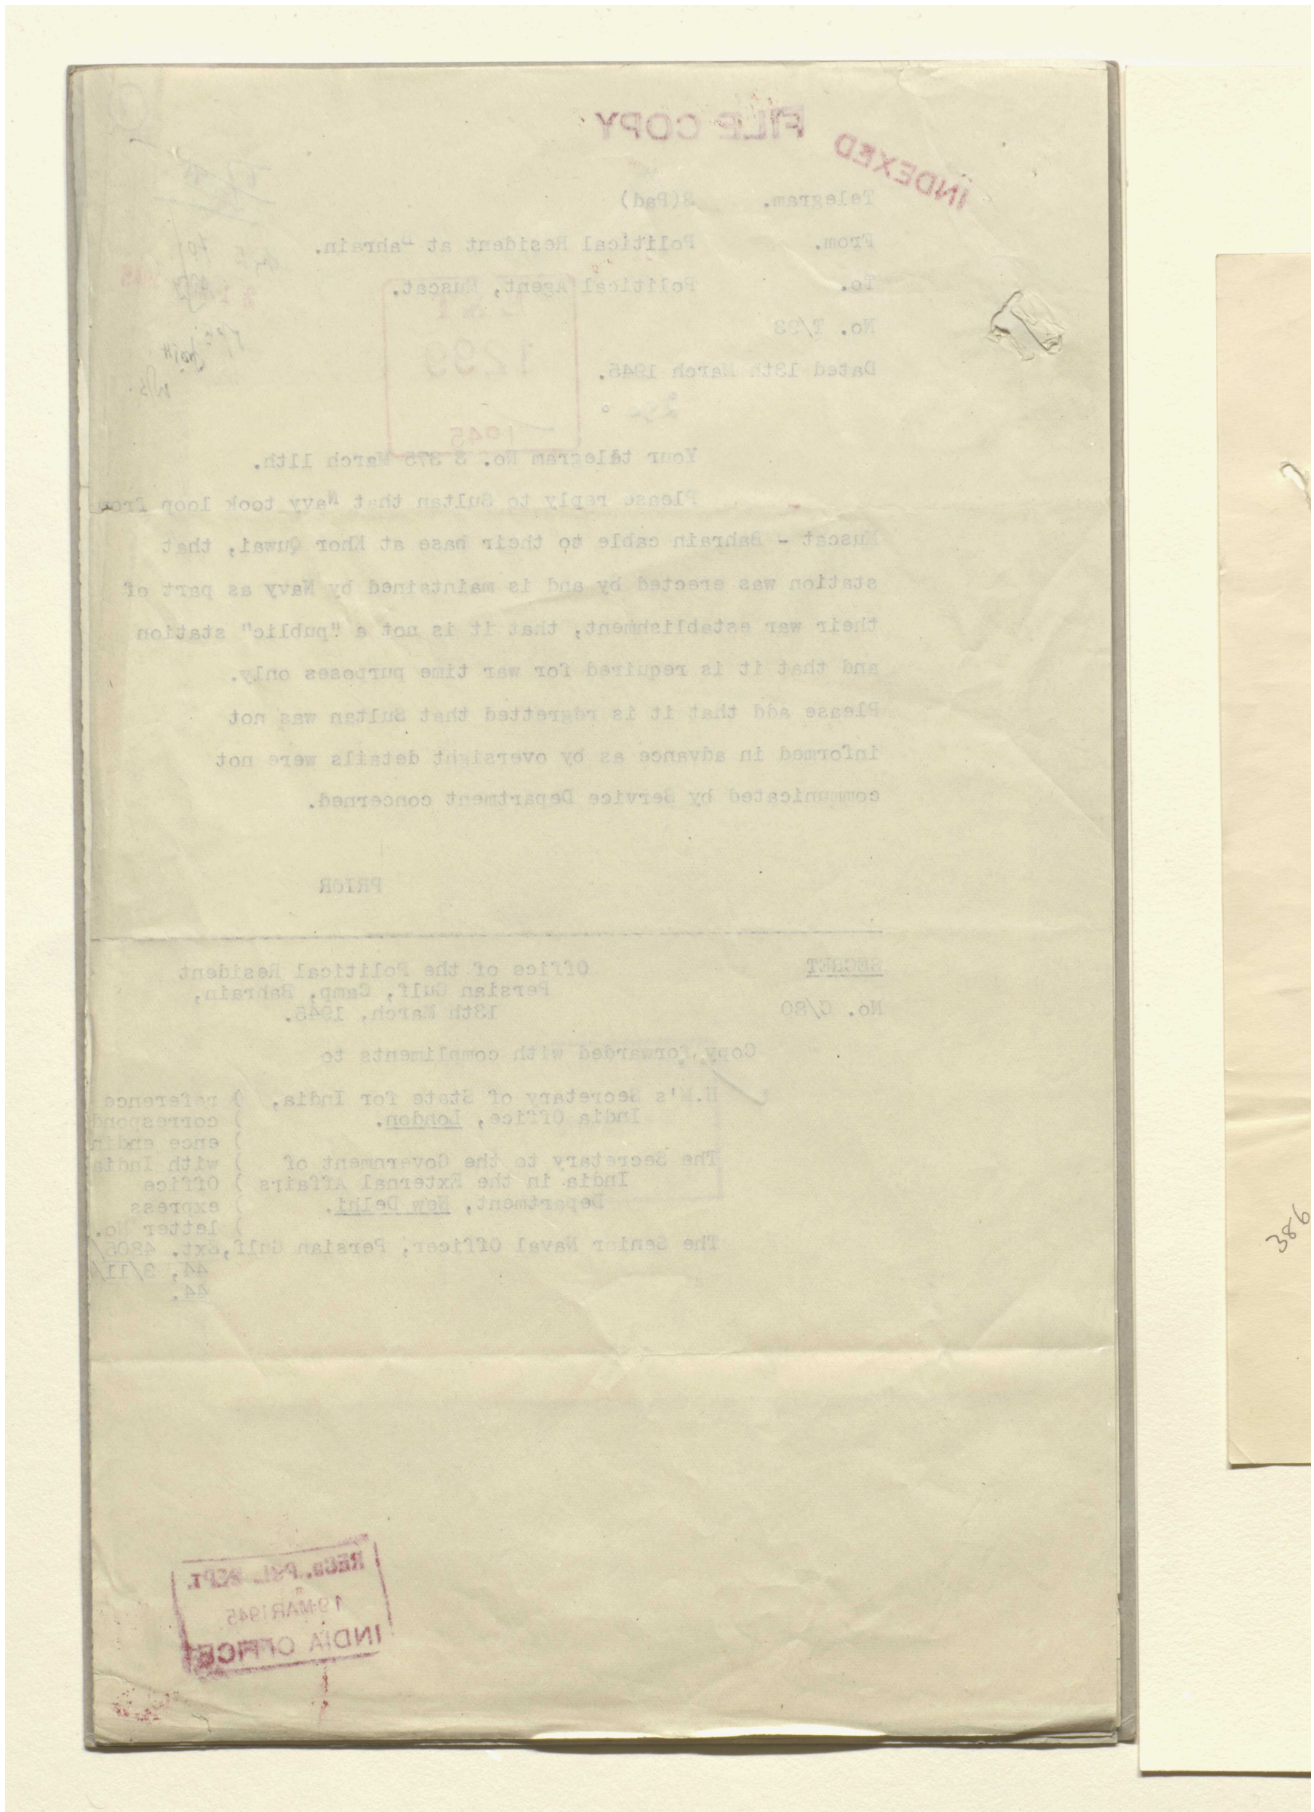 FILE COPY
INDEXED
Telegram. S(Pad)
From. Political Resident at Bahrain.
To. Political Agent, Muscat.
No. T/93
Dated 13th March 1945.
EXT
1299
1945
Your telegram No. S 375 March 11th.
Please reply to Sultan that Navy took loop from
Muscat - Bahrain cable to their base at Khor Quwai, that
station was erected by and is maintained by Navy as part of
their war establishment, that it is not a "public" station
and that it is required for war time purposes only.
Please add that it is regretted that Sultan was not
informed in advance as by oversight details were not
communicated by Service Department concerned.
PRIOR
SECRET
Office of the Political Resident
Persian Gulf, Camp, Bahrain,
No. C/80 13th March, 1945.
Copy forwarded with compliments to
H.M's Secretary of State for India, ) reference
India Office, London. ) correspond
) ence endin
The Secretary to the Government of ) with India
India in the External Affairs ) Office
Department, New Delhi. ) express
) letter No.
The Senior Naval Officer, Persian Gulf, Ext. 4806/
44, 3/11/
44.
RECd. POL. DEPT.
19 MAR 1945
INDIA OFFICE
386